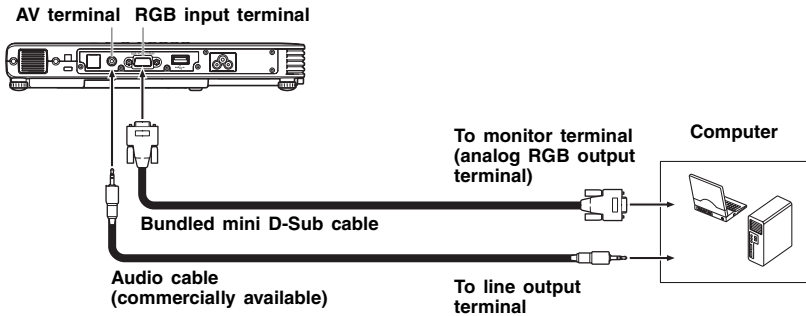 AV terminal RGB input terminal
To monitor terminal
(analog RGB output
terminal)
Computer
Bundled mini D-Sub cable
Audio cable
(commercially available)
To line output
terminal